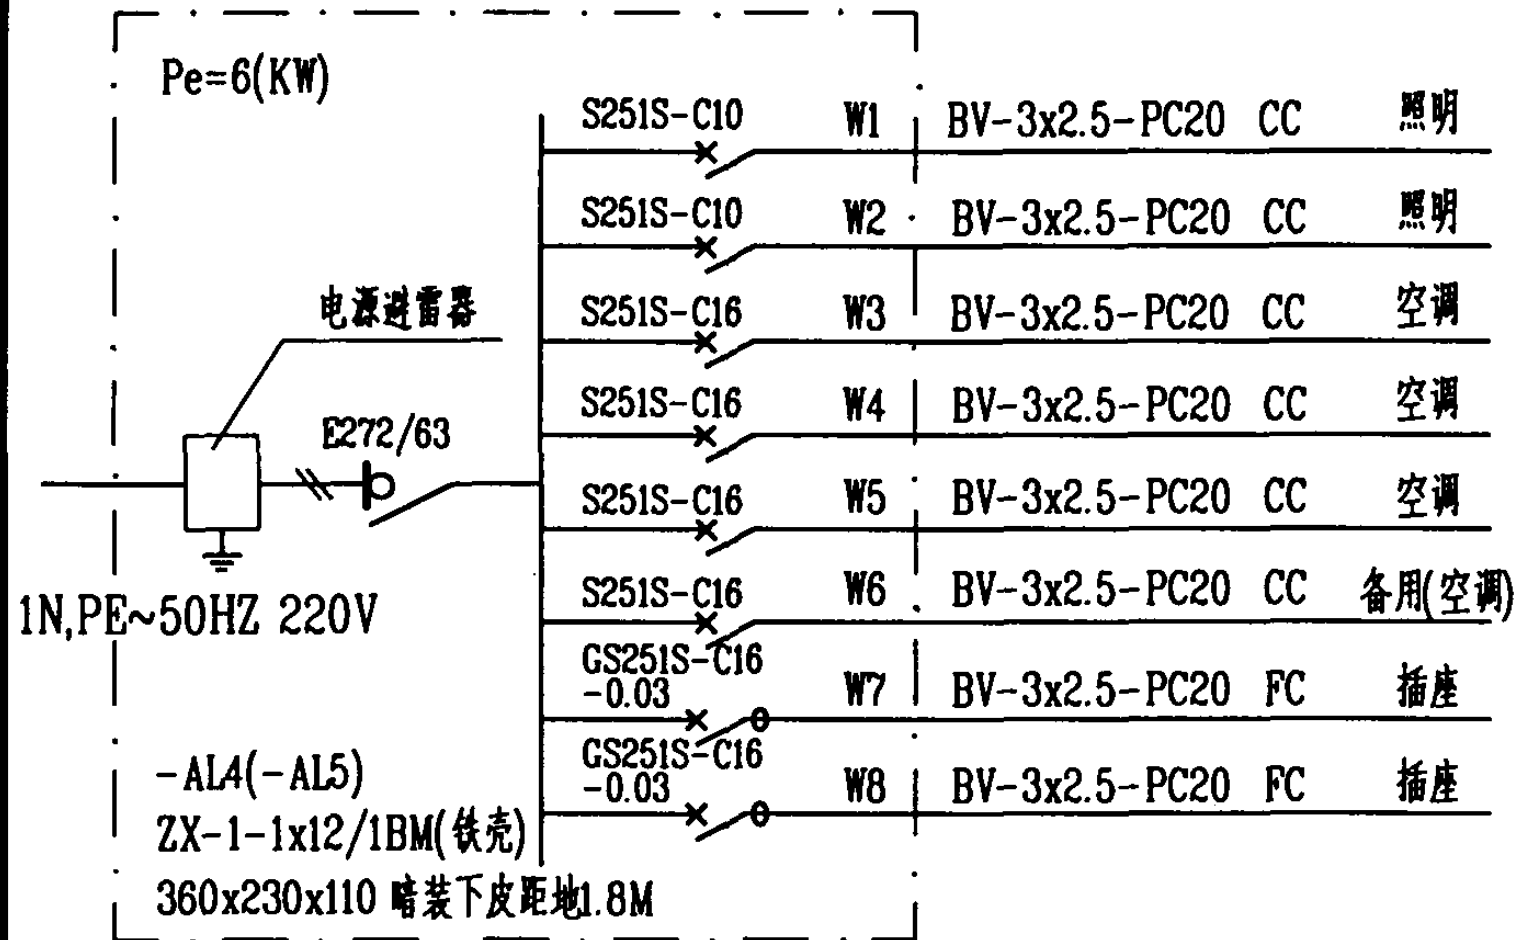 Pe=6(KW)
S251S-C10 W1 BV-3x2.5-PC20 CC 照明
S251S-C10 W2 BV-3x2.5-PC20 CC 照明
电源避雷器
S251S-C16 W3 BV-3x2.5-PC20 CC 空调
S251S-C16 W4 BV-3x2.5-PC20 CC 空调
E272/63
S251S-C16 W5 BV-3x2.5-PC20 CC 空调
S251S-C16 W6 BV-3x2.5-PC20 CC 备用(空调)
1N,PE~50HZ 220V
GS251S-C16
-0.03 W7 BV-3x2.5-PC20 FC 插座
GS251S-C16
-0.03 W8 BV-3x2.5-PC20 FC 插座
-AL4(-AL5)
ZX-1-1x12/1BM(铁壳)
360x230x110 暗装下皮距地1.8M